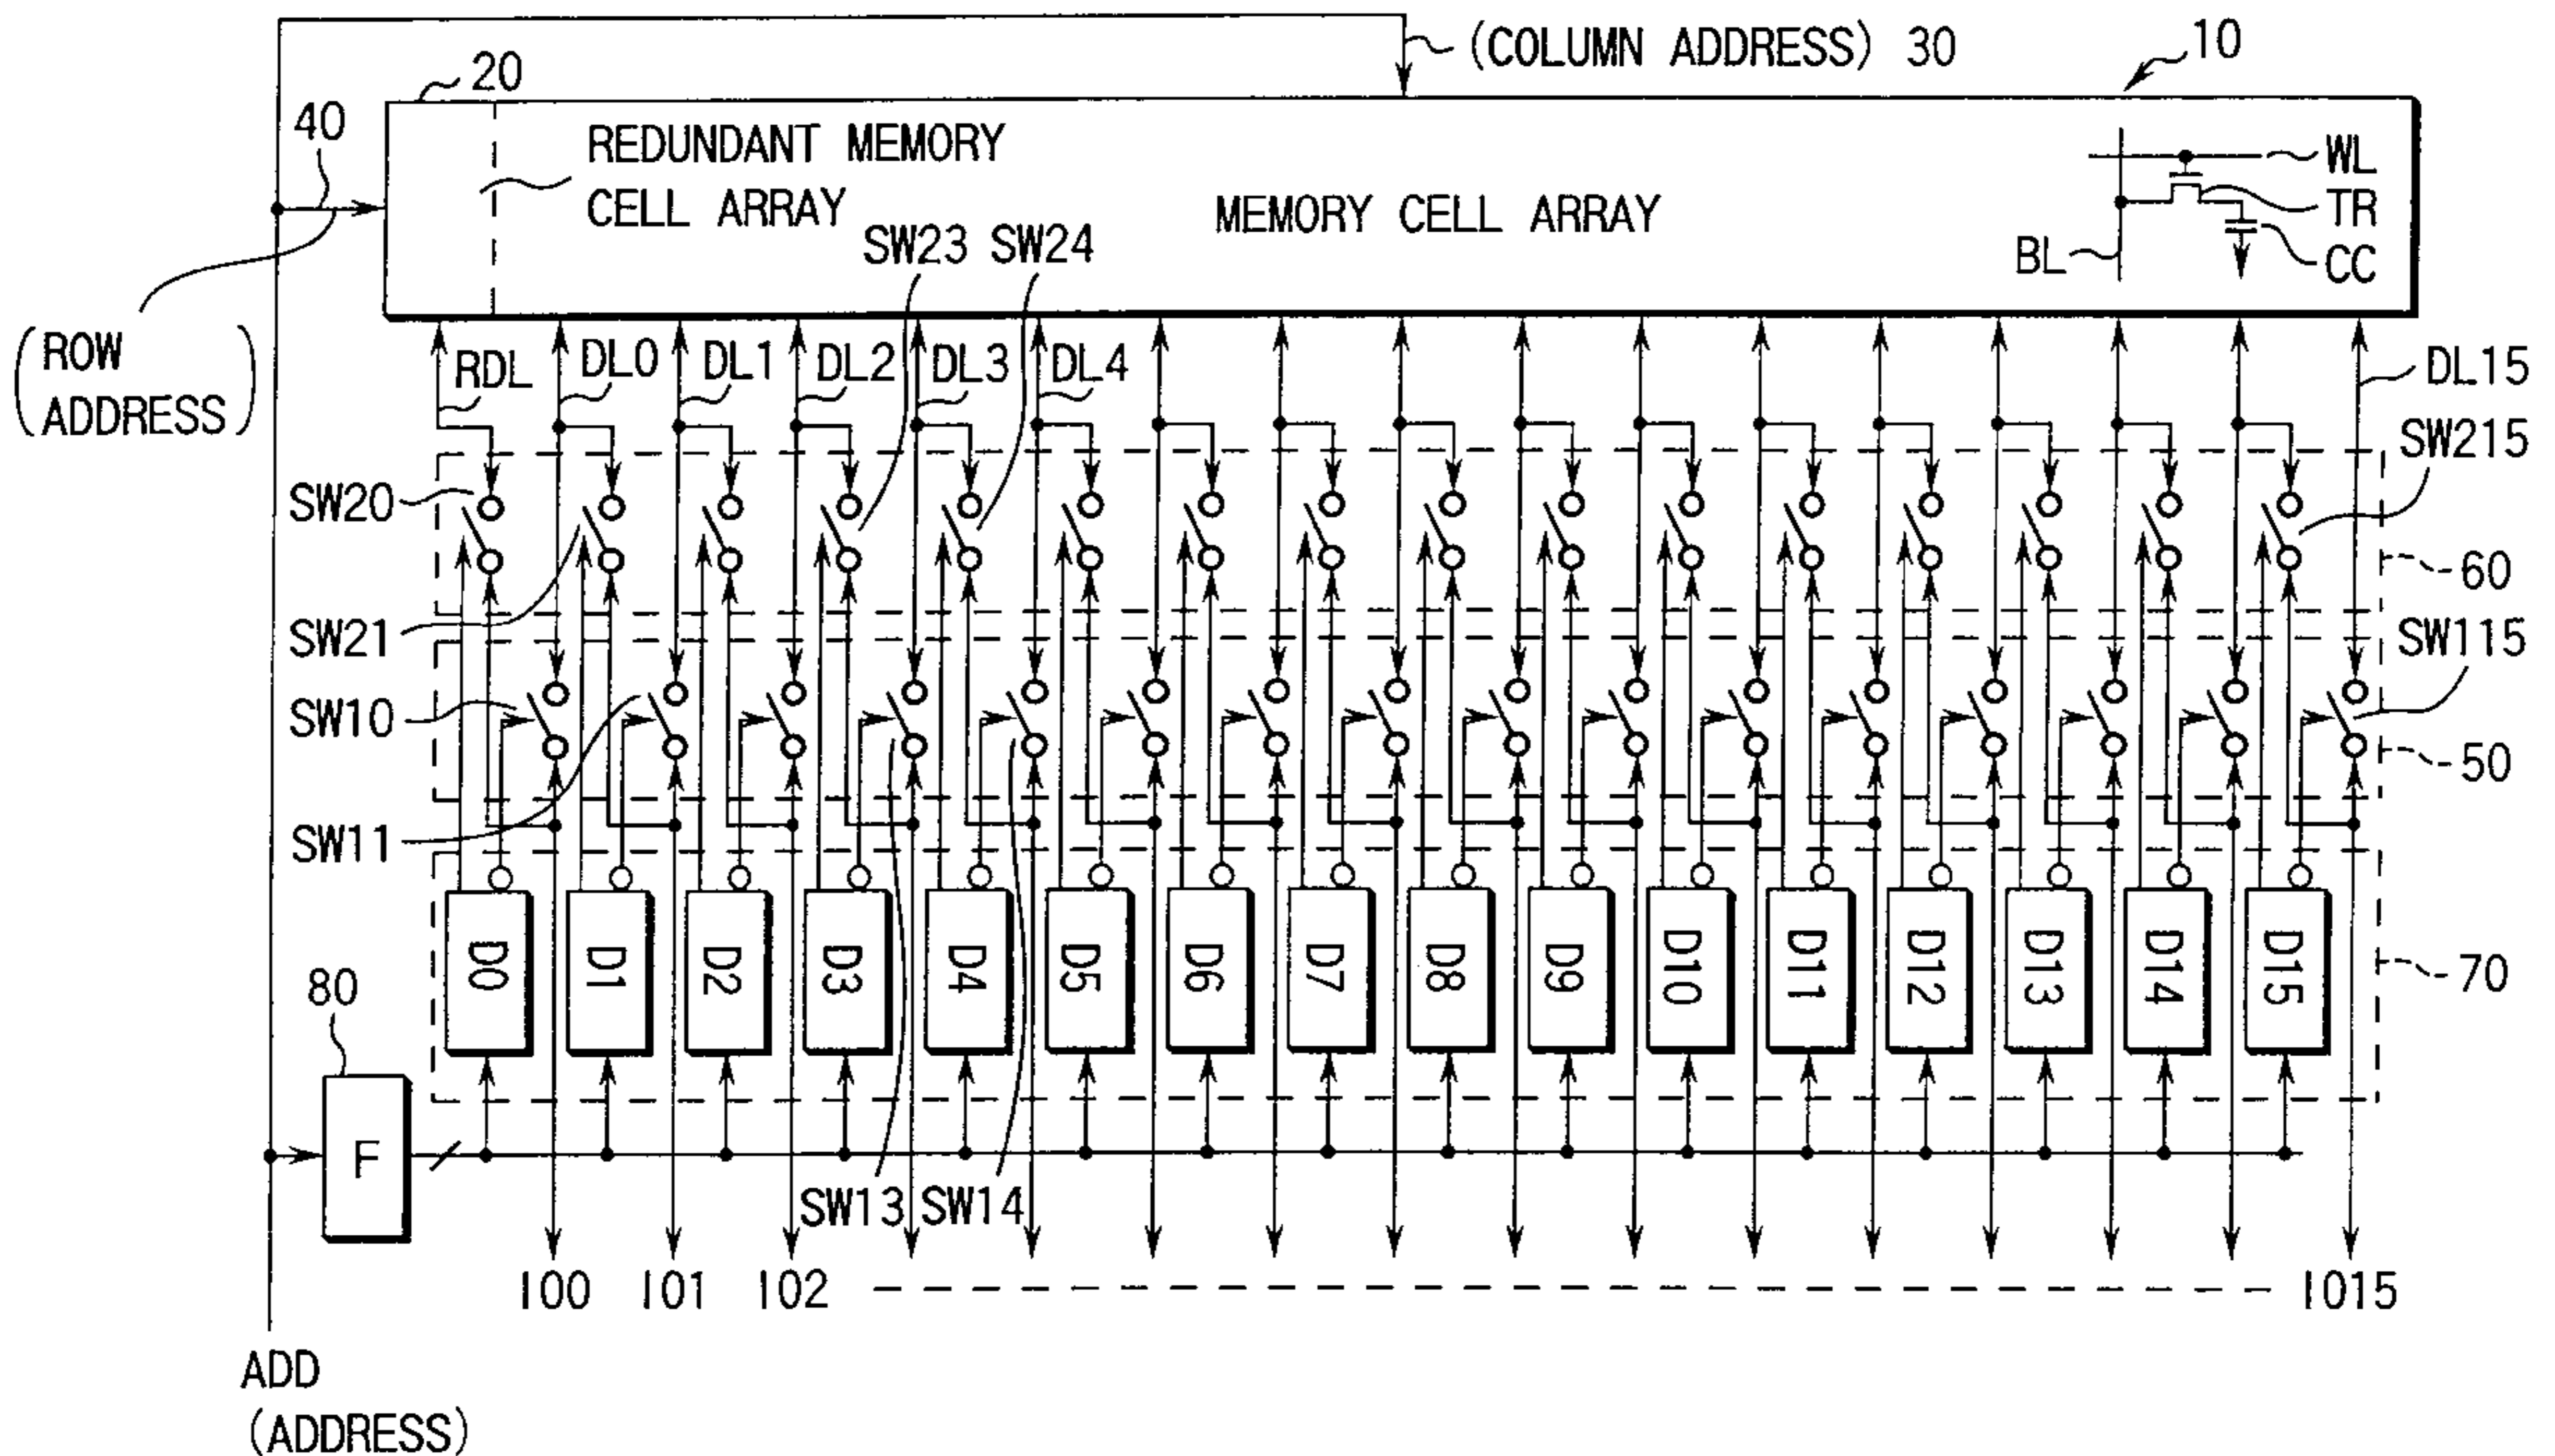 (COLUMN ADDRESS) 30
10
20
40
REDUNDANT MEMORY
CELL ARRAY
MEMORY CELL ARRAY
WL
TR
BL
CC
SW23 SW24
(ROW
ADDRESS)
RDL
DL0
DL1
DL2
DL3
DL4
DL15
SW215
SW20
60
SW21
SW115
SW10
50
SW11
D0
D1
D2
D3
D4
D5
D6
D7
D8
D9
D10
D11
D12
D13
D14
D15
70
80
F
SW13 SW14
IO0 IO1 IO2
IO15
ADD
(ADDRESS)